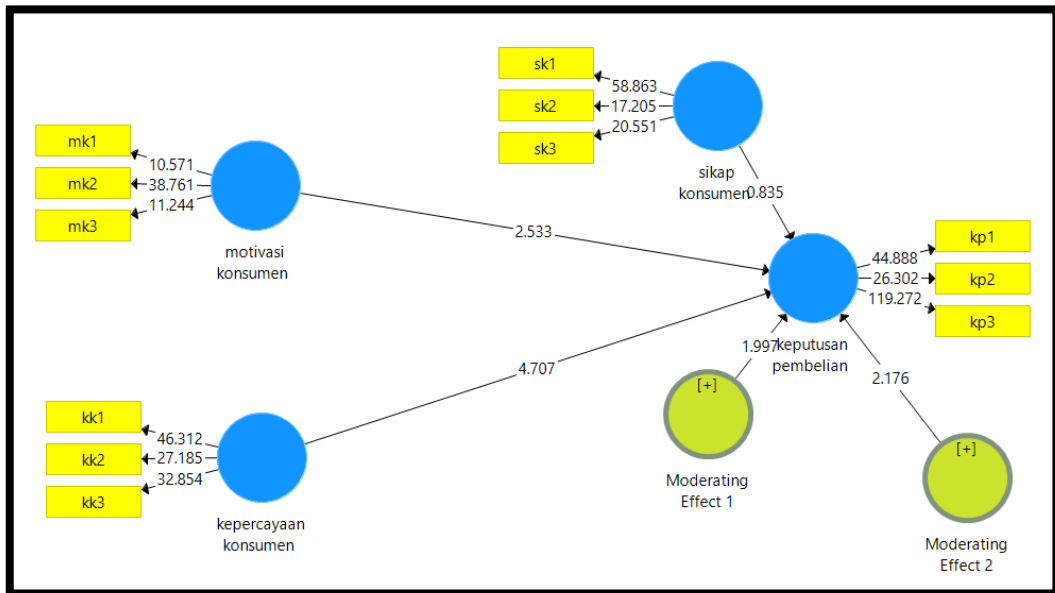 sk1
58.863
sk2
17.205
sk3
20.551
sikap
konsumen
0.835
mk1
10.571
mk2
38.761
mk3
11.244
motivasi
konsumen
2.533
kp1
44.888
kp2
26.302
kp3
119.272
keputusan
pembelian
1.997
4.707
2.176
kk1
46.312
kk2
27.185
kk3
32.854
kepercayaan
konsumen
[+]
Moderating
Effect 1
[+]
Moderating
Effect 2